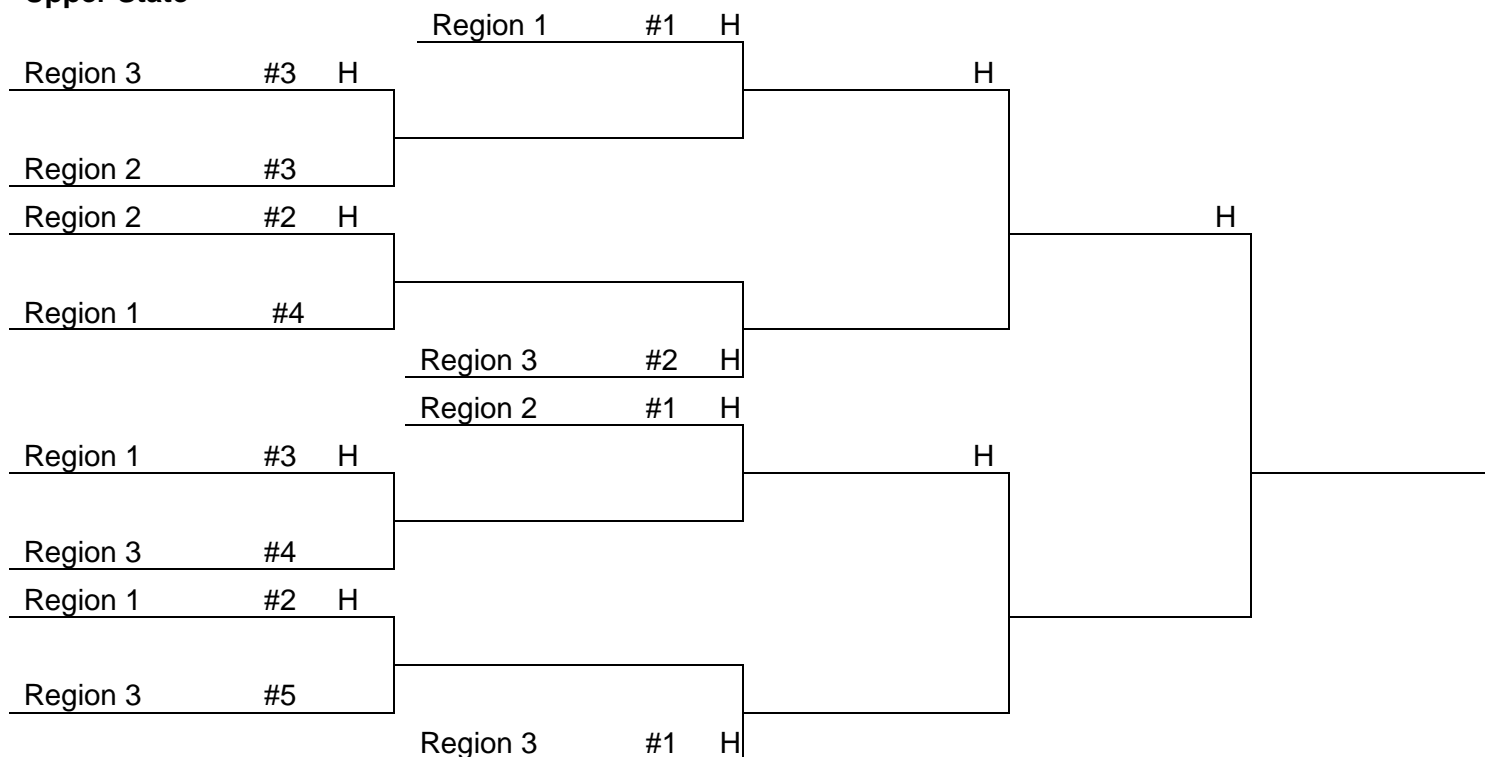 Upper State
Region 1 #1 H
Region 3 #3 H
H
Region 2 #3
Region 2 #2 H
H
Region 1 #4
Region 3 #2 H
Region 2 #1 H
Region 1 #3 H
H
Region 3 #4
Region 1 #2 H
Region 3 #5
Region 3 #1 H